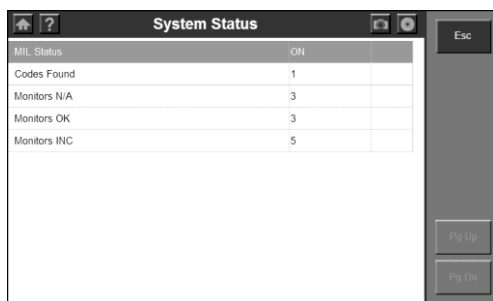 ?
System Status
Esc
MIL Status ON
Codes Found 1
Monitors N/A 3
Monitors OK 3
Monitors INC 5
Pg Up
Pg Dn